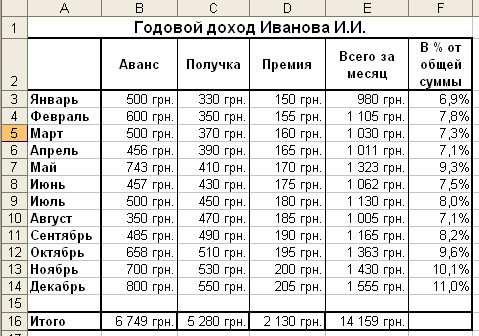 A B C D E F
1 Годовой доход Иванова И.И.
2 Аванс Получка Премия Всего за месяц В % от общей суммы
3 Январь 500 грн. 330 грн. 150 грн. 980 грн. 6,9%
4 Февраль 600 грн. 350 грн. 155 грн. 1 105 грн. 7,8%
5 Март 500 грн. 370 грн. 160 грн. 1 030 грн. 7,3%
6 Апрель 456 грн. 390 грн. 165 грн. 1 011 грн. 7,1%
7 Май 743 грн. 410 грн. 170 грн. 1 323 грн. 9,3%
8 Июнь 457 грн. 430 грн. 175 грн. 1 062 грн. 7,5%
9 Июль 500 грн. 450 грн. 180 грн. 1 130 грн. 8,0%
10 Август 350 грн. 470 грн. 185 грн. 1 005 грн. 7,1%
11 Сентябрь 485 грн. 490 грн. 190 грн. 1 165 грн. 8,2%
12 Октябрь 658 грн. 510 грн. 195 грн. 1 363 грн. 9,6%
13 Ноябрь 700 грн. 530 грн. 200 грн. 1 430 грн. 10,1%
14 Декабрь 800 грн. 550 грн. 205 грн. 1 555 грн. 11,0%
15
16 Итого 6 749 грн. 5 280 грн. 2 130 грн. 14 159 грн.